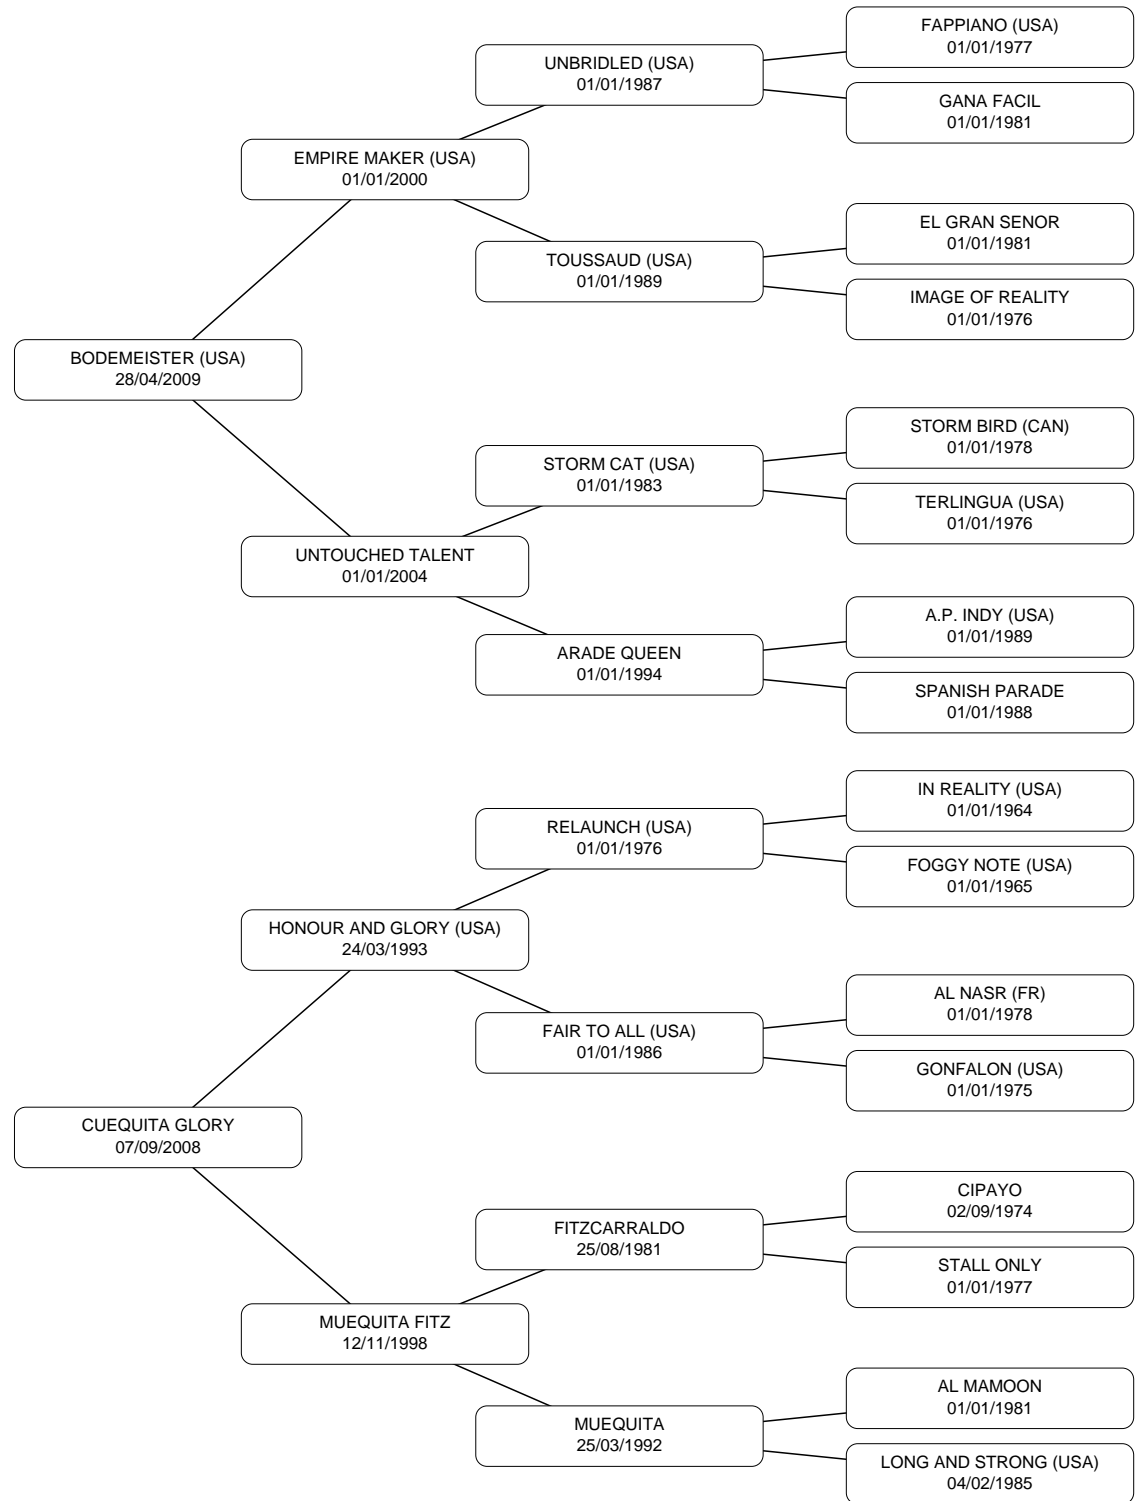 FAPPIANO (USA)
01/01/1977
UNBRIDLED (USA)
01/01/1987
GANA FACIL
01/01/1981
EMPIRE MAKER (USA)
01/01/2000
EL GRAN SENOR
01/01/1981
TOUSSAUD (USA)
01/01/1989
IMAGE OF REALITY
01/01/1976
BODEMEISTER (USA)
28/04/2009
STORM BIRD (CAN)
01/01/1978
STORM CAT (USA)
01/01/1983
TERLINGUA (USA)
01/01/1976
UNTOUCHED TALENT
01/01/2004
A.P. INDY (USA)
01/01/1989
ARADE QUEEN
01/01/1994
SPANISH PARADE
01/01/1988
IN REALITY (USA)
01/01/1964
RELAUNCH (USA)
01/01/1976
FOGGY NOTE (USA)
01/01/1965
HONOUR AND GLORY (USA)
24/03/1993
AL NASR (FR)
01/01/1978
FAIR TO ALL (USA)
01/01/1986
GONFALON (USA)
01/01/1975
CUEQUITA GLORY
07/09/2008
CIPAYO
02/09/1974
FITZCARRALDO
25/08/1981
STALL ONLY
01/01/1977
MUEQUITA FITZ
12/11/1998
AL MAMOON
01/01/1981
MUEQUITA
25/03/1992
LONG AND STRONG (USA)
04/02/1985